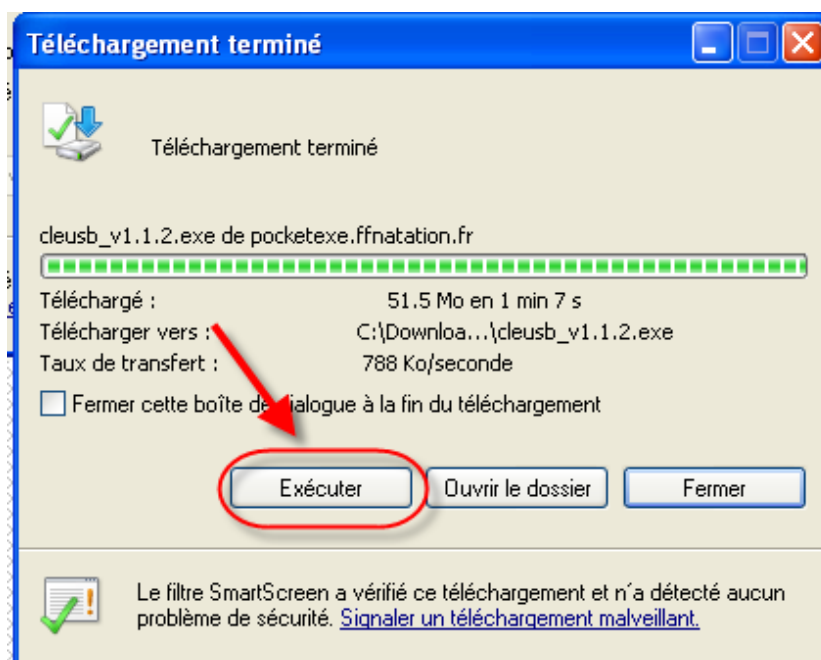 Téléchargement terminé
Téléchargement terminé
cleusb_v1.1.2.exe de pocketexe.ffnatation.fr
Téléchargé : 51.5 Mo en 1 min 7 s
Télécharger vers : C:\Downloa...\cleusb_v1.1.2.exe
Taux de transfert : 788 Ko/seconde
Fermer cette boîte de dialogue à la fin du téléchargement
Exécuter Ouvrir le dossier Fermer
Le filtre SmartScreen a vérifié ce téléchargement et n´a détecté aucun
problème de sécurité. Signaler un téléchargement malveillant.